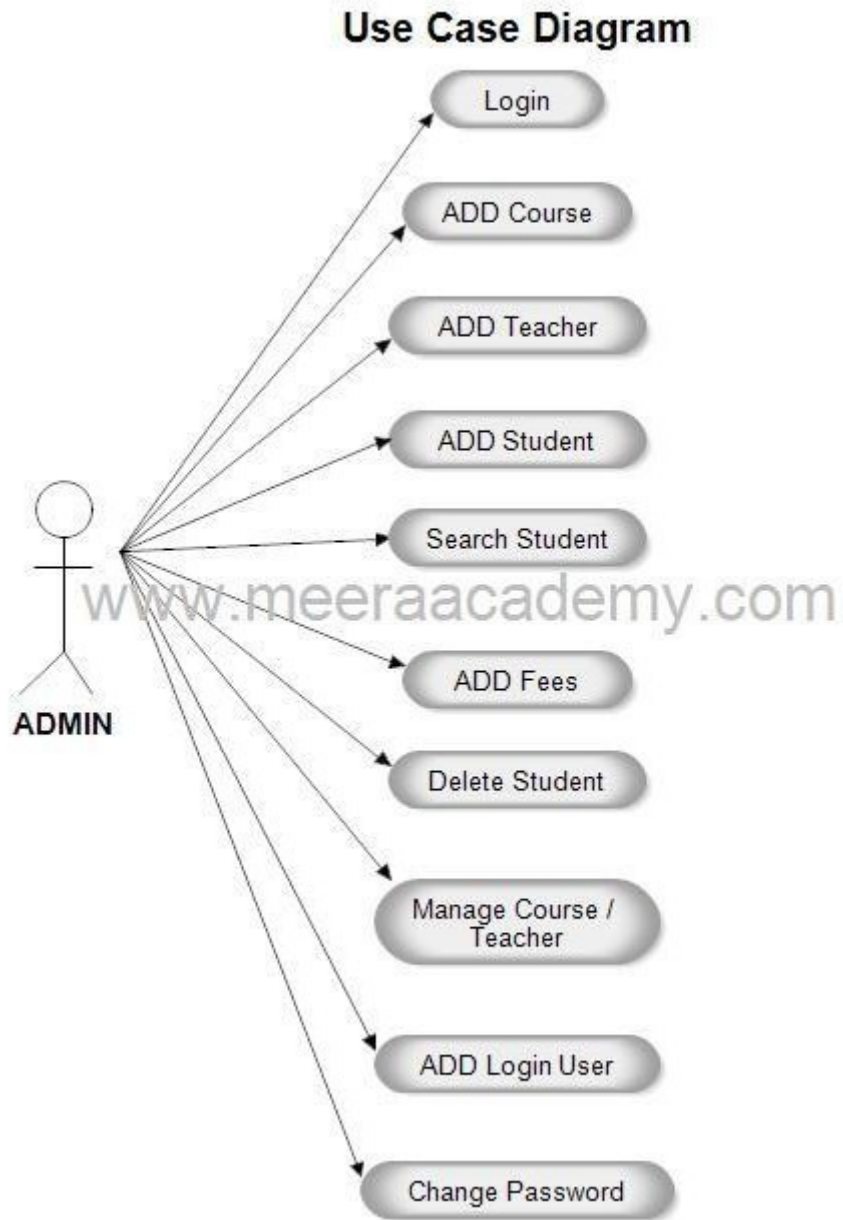 Use Case Diagram
Login
ADD Course
ADD Teacher
ADD Student
Search Student
www.meeraacademy.com
ADD Fees
ADMIN
Delete Student
Manage Course /
Teacher
ADD Login User
Change Password